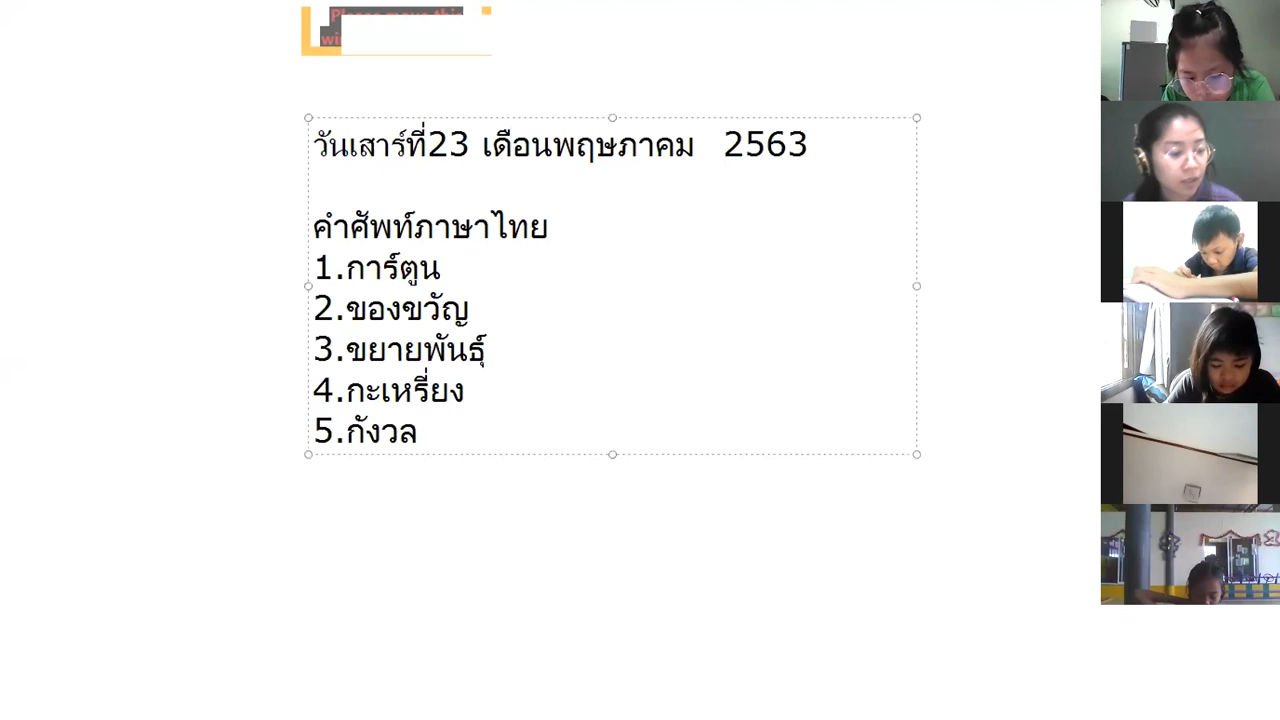 Please move this
วันเสาร์ที่23 เดือนพฤษภาคม 2563
คำศัพท์ภาษาไทย
1.การ์ตูน
2.ของขวัญ
3.ขยายพันธุ์
4.กะเหรี่ยง
5.กังวล